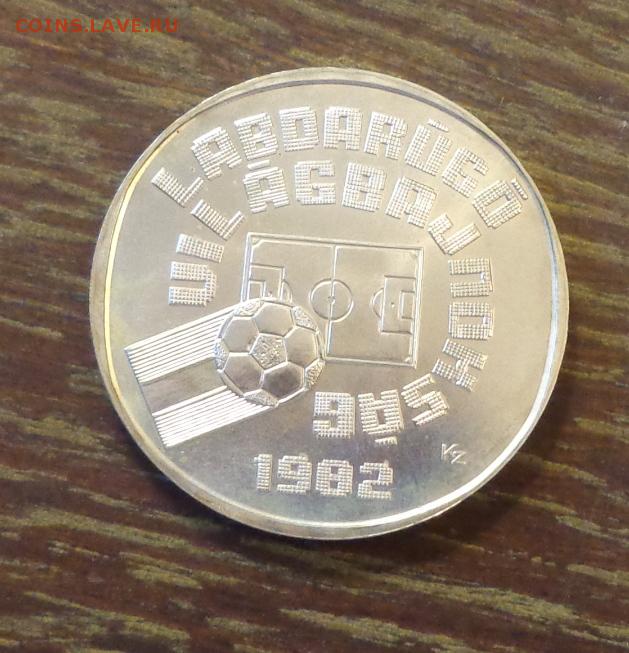 COINS.LAVE.RU
LABDARÚGÓ
VILÁGBAJNOKSÁG
1982
KZ